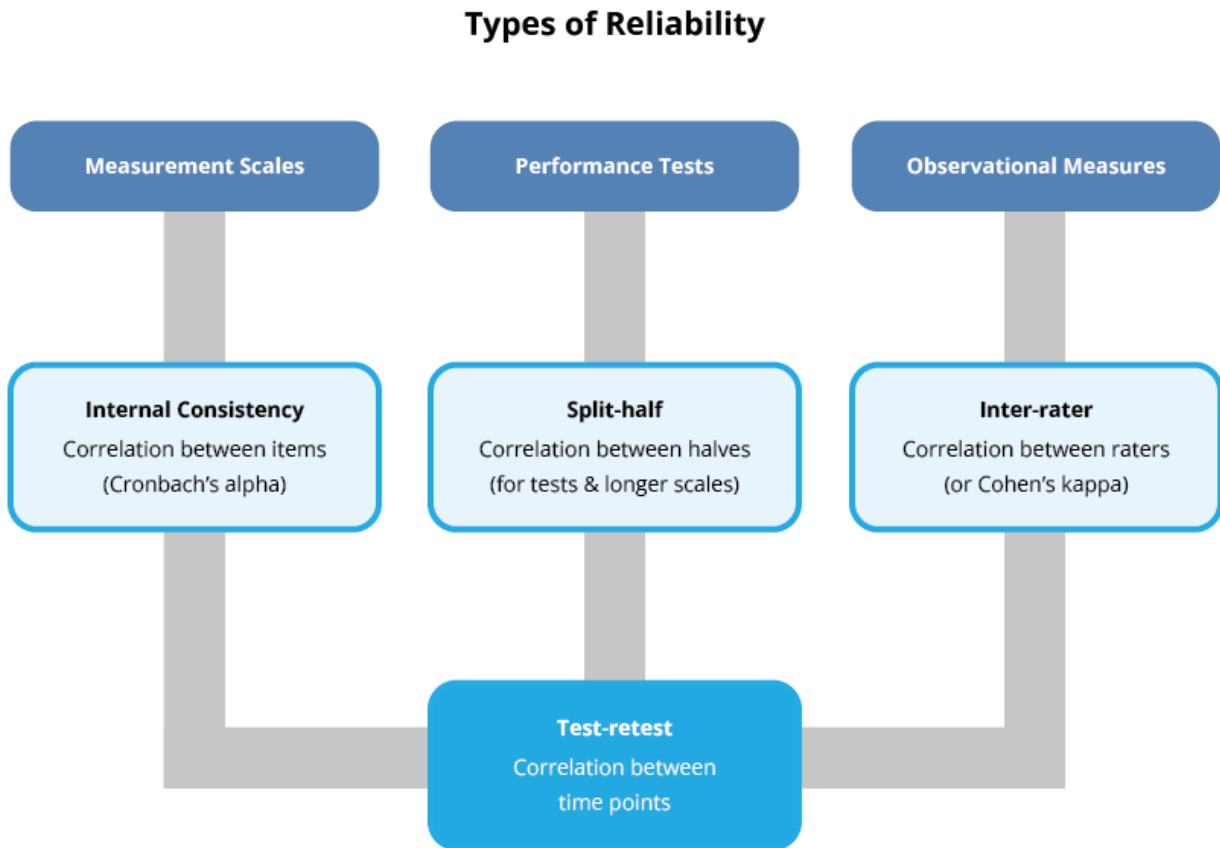 Types of Reliability
Measurement Scales
Performance Tests
Observational Measures
Internal Consistency
Correlation between items
(Cronbach’s alpha)
Split-half
Correlation between halves
(for tests & longer scales)
Inter-rater
Correlation between raters
(or Cohen’s kappa)
Test-retest
Correlation between
time points